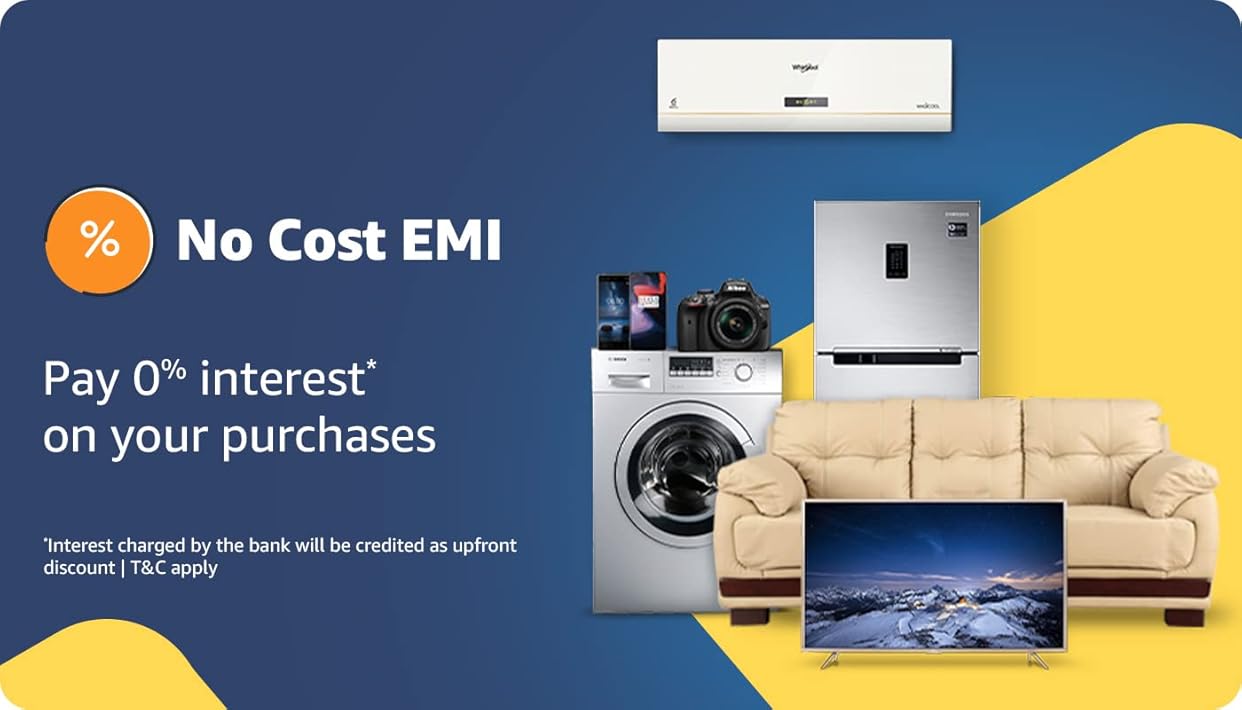 Whirlpool
MAGICOOL
SAMSUNG
%
No Cost EMI
Nikon
BOSCH
Pay 0% interest*
on your purchases
*Interest charged by the bank will be credited as upfront
discount | T&C apply